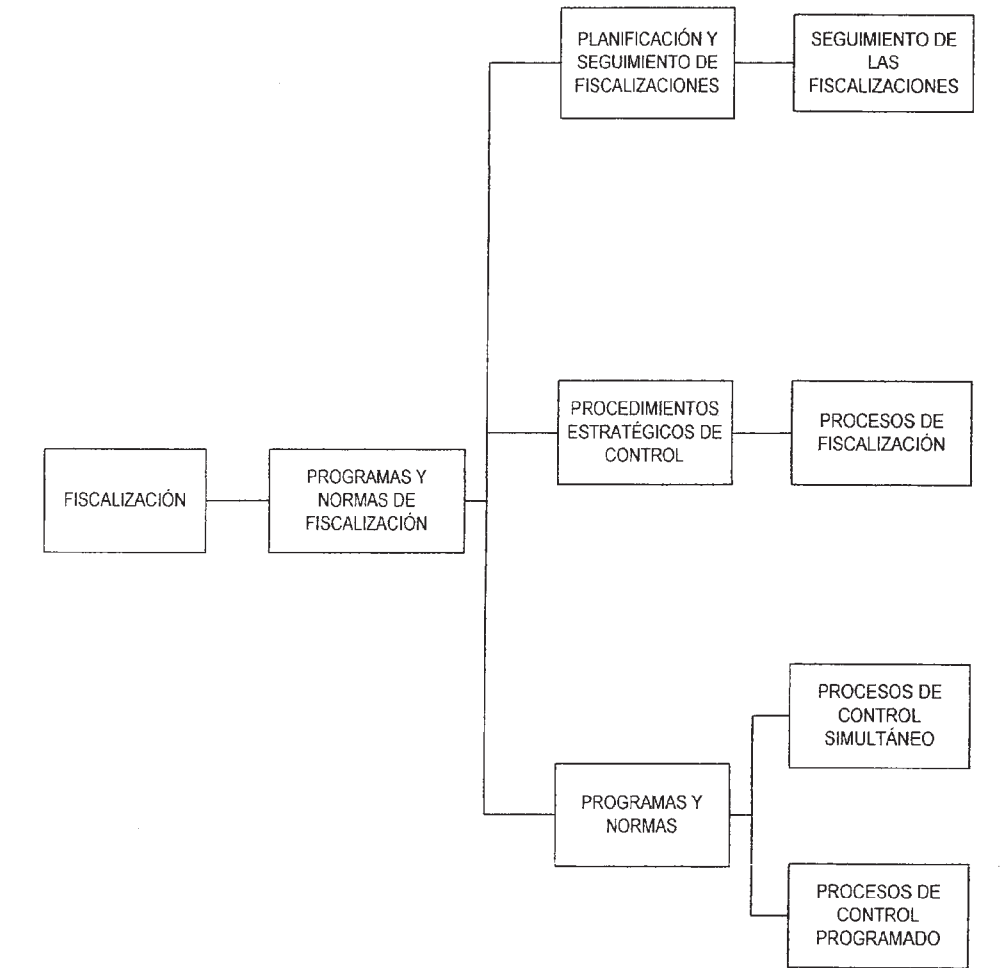 PLANIFICACIÓN Y
SEGUIMIENTO DE
FISCALIZACIONES
SEGUIMIENTO DE
LAS
FISCALIZACIONES
PROCEDIMIENTOS
ESTRATÉGICOS DE
CONTROL
PROCESOS DE
FISCALIZACIÓN
FISCALIZACIÓN
PROGRAMAS Y
NORMAS DE
FISCALIZACIÓN
PROCESOS DE
CONTROL
SIMULTÁNEO
PROGRAMAS Y
NORMAS
PROCESOS DE
CONTROL
PROGRAMADO